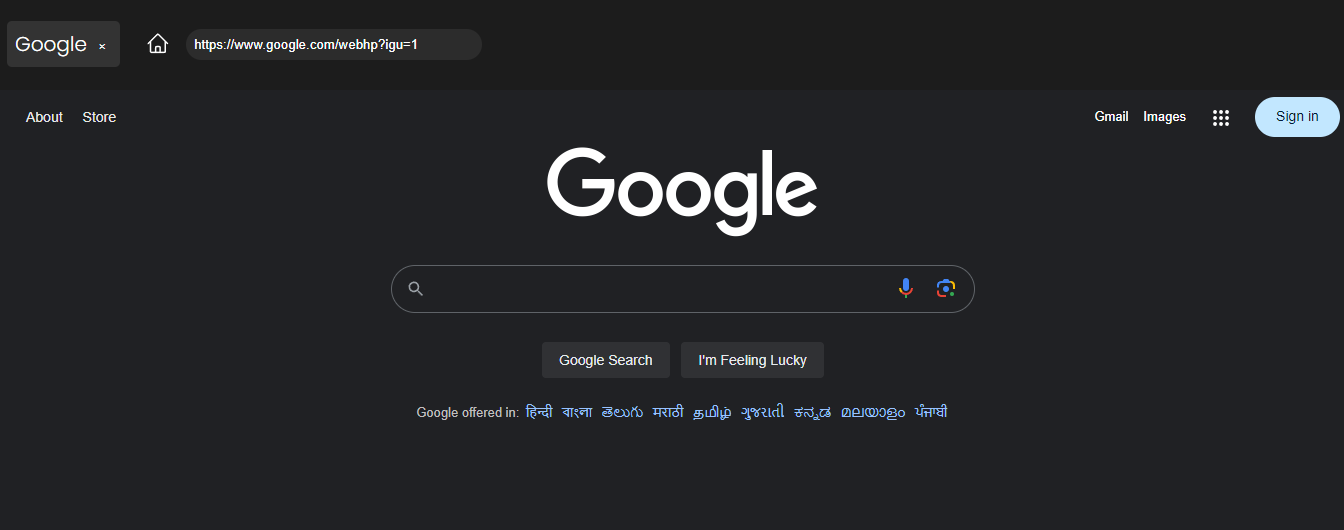 Google ×
https://www.google.com/webhp?igu=1
About Store Gmail Images Sign in
Google
Google Search I'm Feeling Lucky
Google offered in: हिन्दी বাংলা తెలుగు मराठी தமிழ் ગુજરાતી ಕನ್ನಡ മലയാളം ਪੰਜਾਬੀ